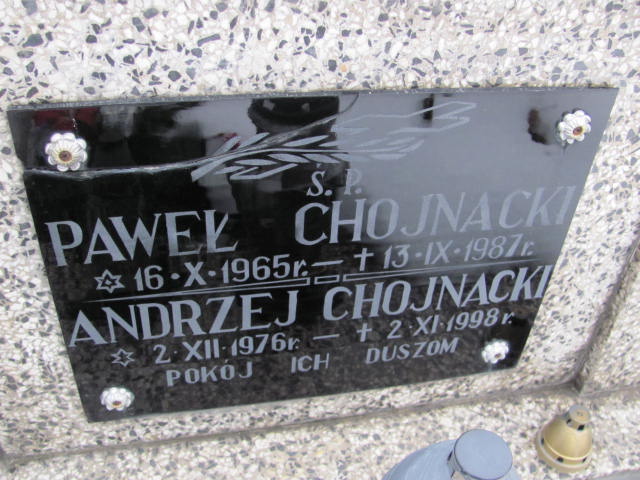 Ś. P.
PAWEŁ CHOJNACKI
16·X·1965r. — † 13·IX·1987r.
ANDRZEJ CHOJNACKI
2·XII·1976r. — † 2·XI·1998r.
POKÓJ ICH DUSZOM